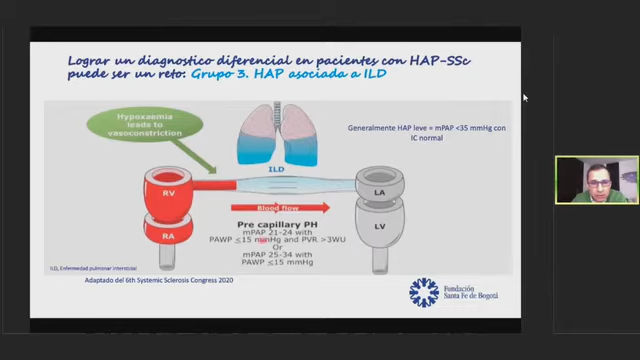 Lograr un diagnostico diferencial en pacientes con HAP-SSc
puede ser un reto: Grupo 3. HAP asociada a ILD
Hypoxaemia
leads to
vasoconstriction
Generalmente HAP leve = mPAP <35 mmHg con
IC normal
ILD
RV
LA
Blood flow
RA
LV
Pre capillary PH
mPAP 21-24 with
PAWP ≤15 mmHg and PVR >3WU
Or
mPAP 25-34 with
PAWP ≤15 mmHg
ILD, Enfermedad pulmonar intersticial
Adaptado del 6th Systemic Sclerosis Congress 2020
Fundación
Santa Fe de Bogotá